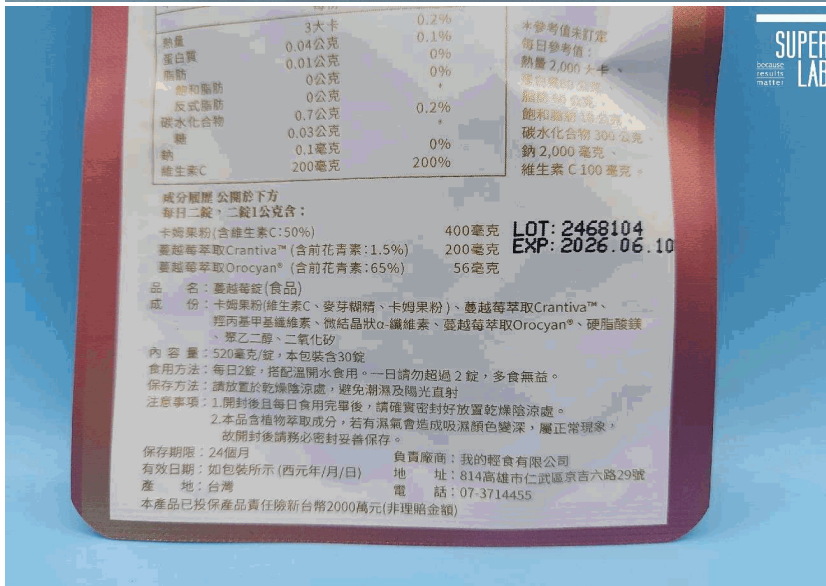 3大卡 0.2%
熱量 0.04公克 0.1%
蛋白質 0.01公克 0%
脂肪 0公克 0%
飽和脂肪 0公克 *
反式脂肪 0.7公克 0.2%
碳水化合物 0.03公克 *
糖 0.1毫克 0%
鈉 200毫克 200%
維生素C
*參考值未訂定
每日參考值：
熱量 2,000 大卡、
飽和脂肪 18 公克、
碳水化合物 300 公克、
鈉 2,000 毫克、
維生素 C 100 毫克。
SUPER
LAB
because
results
matter
成分履歷 公開於下方
每日二錠，二錠1公克含：
卡姆果粉(含維生素C:50%) 400毫克
蔓越莓萃取Crantiva™ (含前花青素:1.5%) 200毫克
蔓越莓萃取Orocyan® (含前花青素:65%) 56毫克
LOT: 2468104
EXP: 2026.06.10
品 名：蔓越莓錠(食品)
成 份：卡姆果粉(維生素C、麥芽糊精、卡姆果粉)、蔓越莓萃取Crantiva™、
羥丙基甲基纖維素、微結晶狀α-纖維素、蔓越莓萃取Orocyan®、硬脂酸鎂
、聚乙二醇、二氧化矽
內 容 量：520毫克/錠，本包裝含30錠
食用方法：每日2錠，搭配溫開水食用。一日請勿超過 2 錠，多食無益。
保存方法：請放置於乾燥陰涼處，避免潮濕及陽光直射
注意事項：1.開封後且每日食用完畢後，請確實密封好放置乾燥陰涼處。
2.本品含植物萃取成分，若有濕氣會造成吸濕顏色變深，屬正常現象，
故開封後請務必密封妥善保存。
保存期限：24個月
有效日期：如包裝所示 (西元年/月/日)
產 地：台灣
負責廠商：我的輕食有限公司
地 址：814高雄市仁武區京吉六路29號
電 話：07-3714455
本產品已投保產品責任險新台幣2000萬元(非理賠金額)